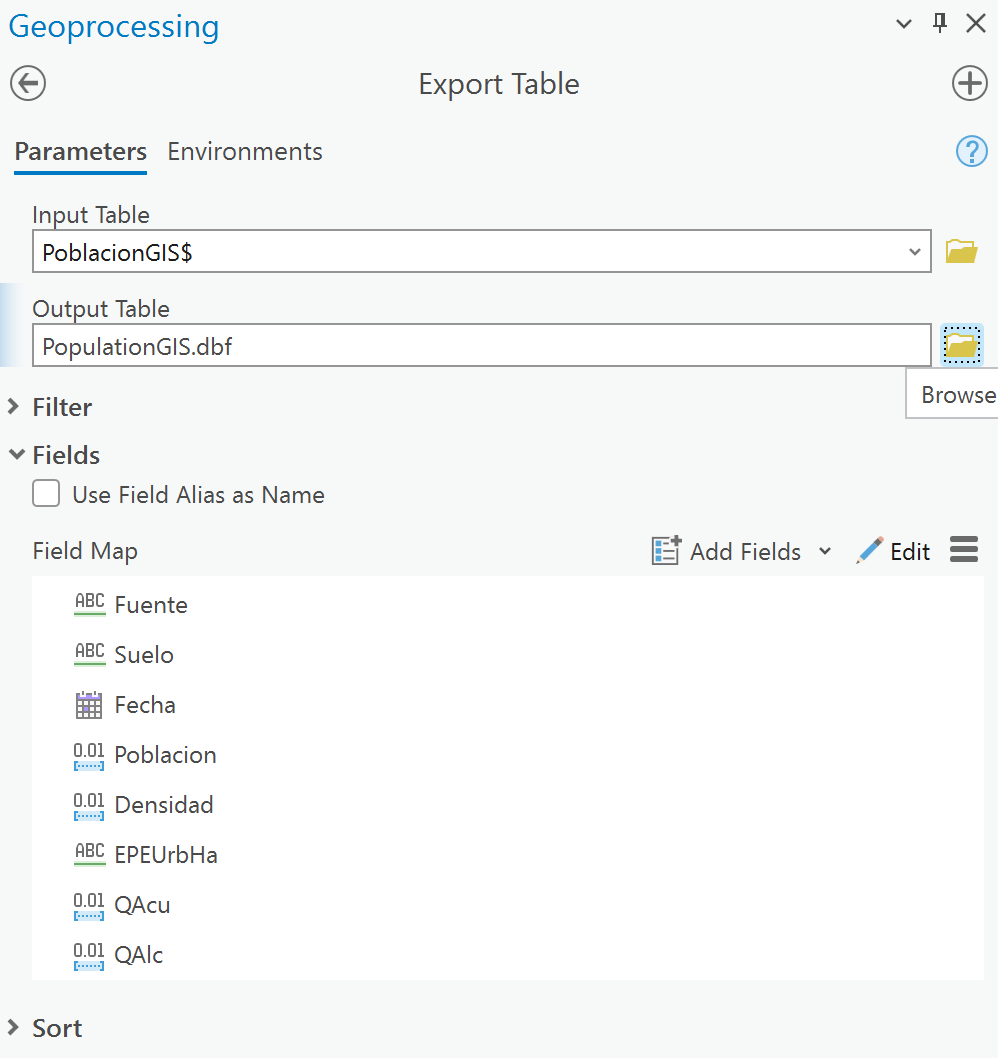 Geoprocessing
Export Table
Parameters Environments
?
Input Table
PoblacionGIS$
Output Table
PopulationGIS.dbf
Browse
Filter
Fields
Use Field Alias as Name
Field Map Add Fields Edit
ABC Fuente
ABC Suelo
Fecha
0.01 Poblacion
0.01 Densidad
ABC EPEUrbHa
0.01 QAcu
0.01 QAlc
Sort